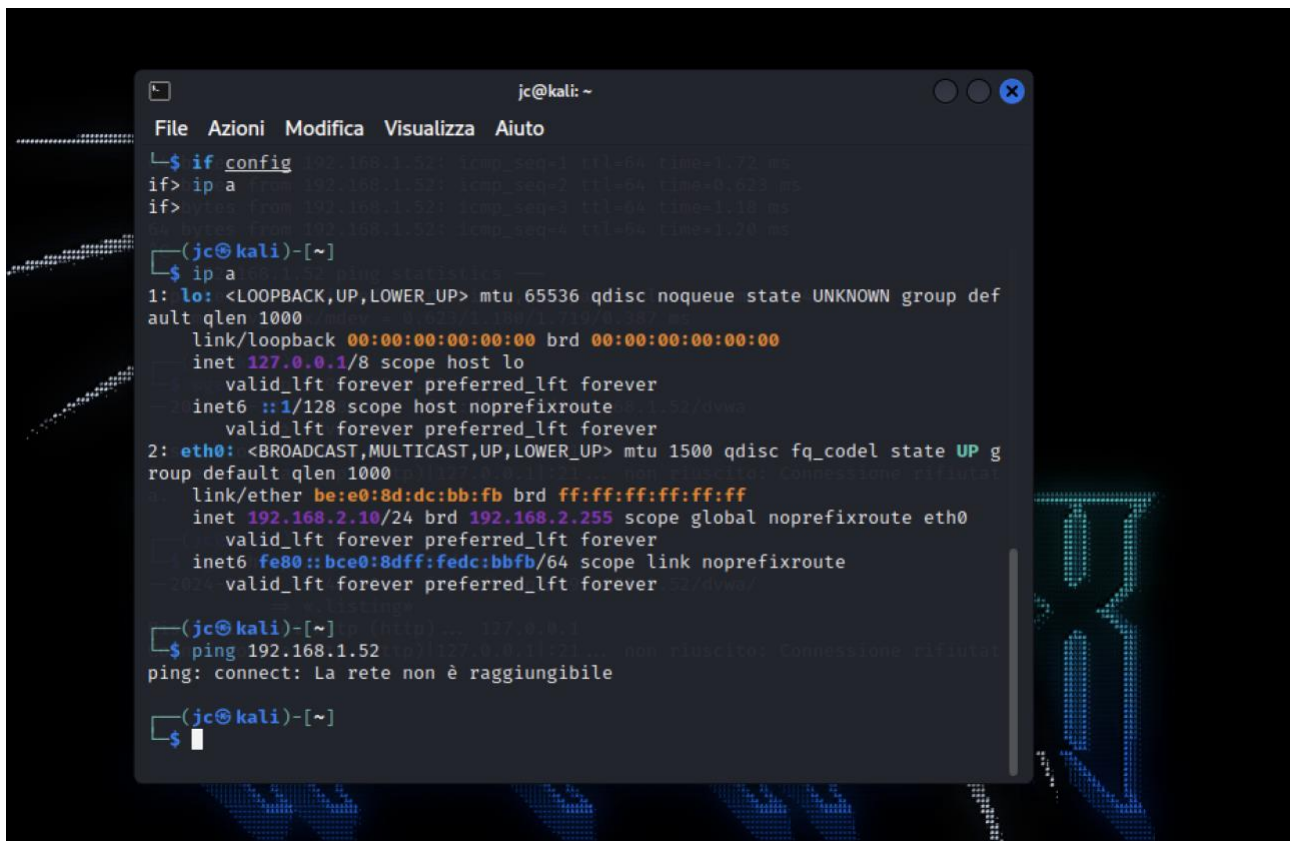 jc@kali: ~
File Azioni Modifica Visualizza Aiuto
└─$ if config
if> ip a
if>
┌──(jc㉿kali)-[~]
└─$ ip a
1: lo: <LOOPBACK,UP,LOWER_UP> mtu 65536 qdisc noqueue state UNKNOWN group def
ault qlen 1000
link/loopback 00:00:00:00:00:00 brd 00:00:00:00:00:00
inet 127.0.0.1/8 scope host lo
valid_lft forever preferred_lft forever
inet6 ::1/128 scope host noprefixroute
valid_lft forever preferred_lft forever
2: eth0: <BROADCAST,MULTICAST,UP,LOWER_UP> mtu 1500 qdisc fq_codel state UP g
roup default qlen 1000
link/ether be:e0:8d:dc:bb:fb brd ff:ff:ff:ff:ff:ff
inet 192.168.2.10/24 brd 192.168.2.255 scope global noprefixroute eth0
valid_lft forever preferred_lft forever
inet6 fe80::bce0:8dff:fedc:bbfb/64 scope link noprefixroute
valid_lft forever preferred_lft forever
┌──(jc㉿kali)-[~]
└─$ ping 192.168.1.52
ping: connect: La rete non è raggiungibile
┌──(jc㉿kali)-[~]
└─$